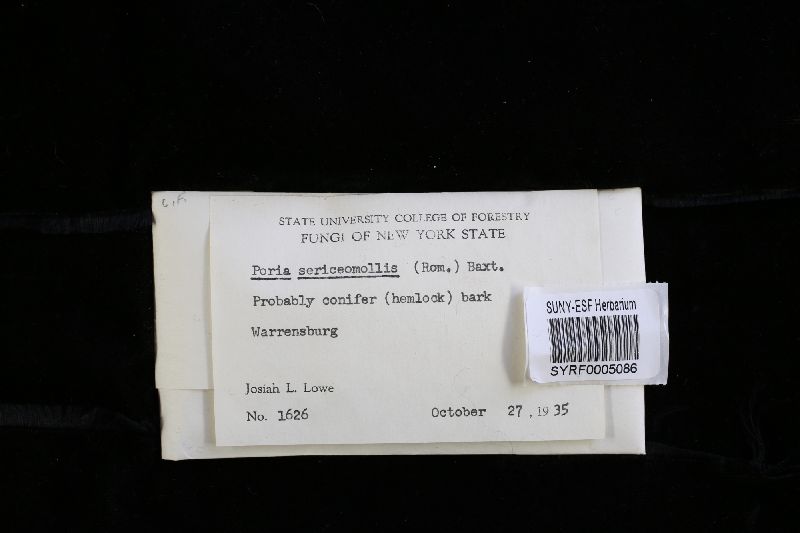 STATE UNIVERSITY COLLEGE OF FORESTRY
FUNGI OF NEW YORK STATE
Poria sericeomollis (Rom.) Baxt.
Probably conifer (hemlock) bark
Warrensburg
SUNY-ESF Herbarium
SYRF0005086
Josiah L. Lowe
No. 1626 October 27, 1935